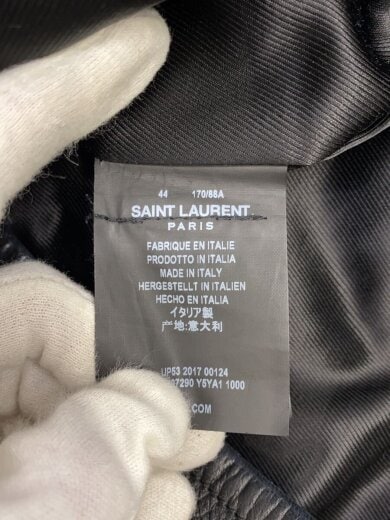 44 170/88A
SAINT LAURENT
PARIS
FABRIQUE EN ITALIE
PRODOTTO IN ITALIA
MADE IN ITALY
HERGESTELLT IN ITALIEN
HECHO EN ITALIA
イタリア製
产地:意大利
UP53 2017 00124
Y5YA1 1000
.COM